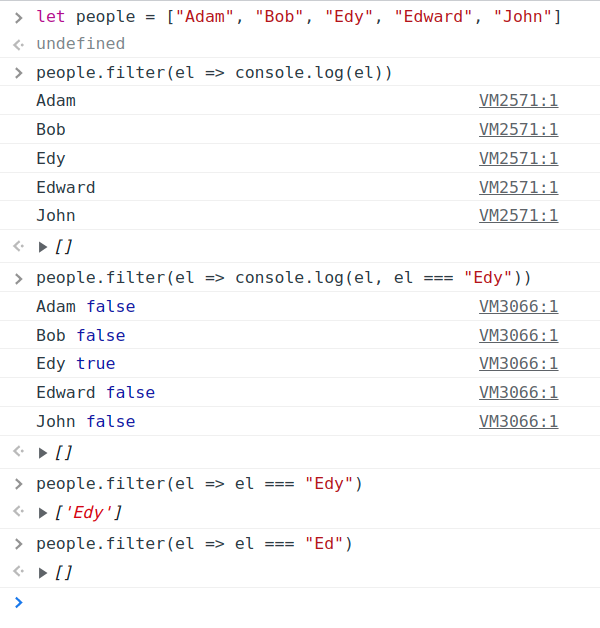 let people = ["Adam", "Bob", "Edy", "Edward", "John"]
undefined
people.filter(el => console.log(el))
Adam VM2571:1
Bob VM2571:1
Edy VM2571:1
Edward VM2571:1
John VM2571:1
[]
people.filter(el => console.log(el, el === "Edy"))
Adam false VM3066:1
Bob false VM3066:1
Edy true VM3066:1
Edward false VM3066:1
John false VM3066:1
[]
people.filter(el => el === "Edy")
['Edy']
people.filter(el => el === "Ed")
[]